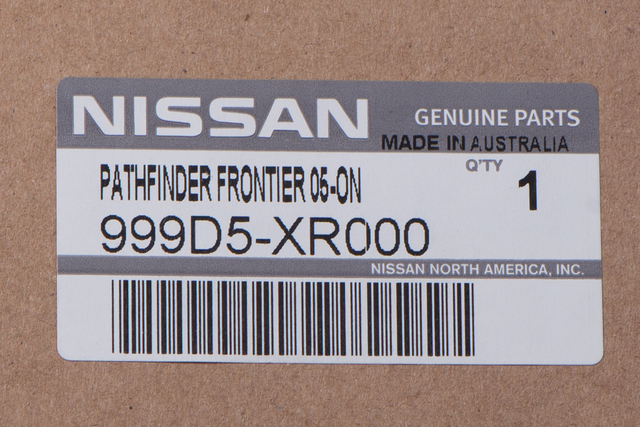 NISSAN
GENUINE PARTS
MADE IN AUSTRALIA
PATHFINDER FRONTIER 05-ON
Q'TY 1
999D5-XR000
NISSAN NORTH AMERICA, INC.